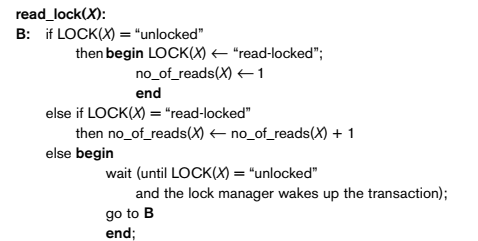 read_lock(X):
B: if LOCK(X) = “unlocked”
then begin LOCK(X) ← “read-locked”;
no_of_reads(X) ← 1
end
else if LOCK(X) = “read-locked”
then no_of_reads(X) ← no_of_reads(X) + 1
else begin
wait (until LOCK(X) = “unlocked”
and the lock manager wakes up the transaction);
go to B
end;